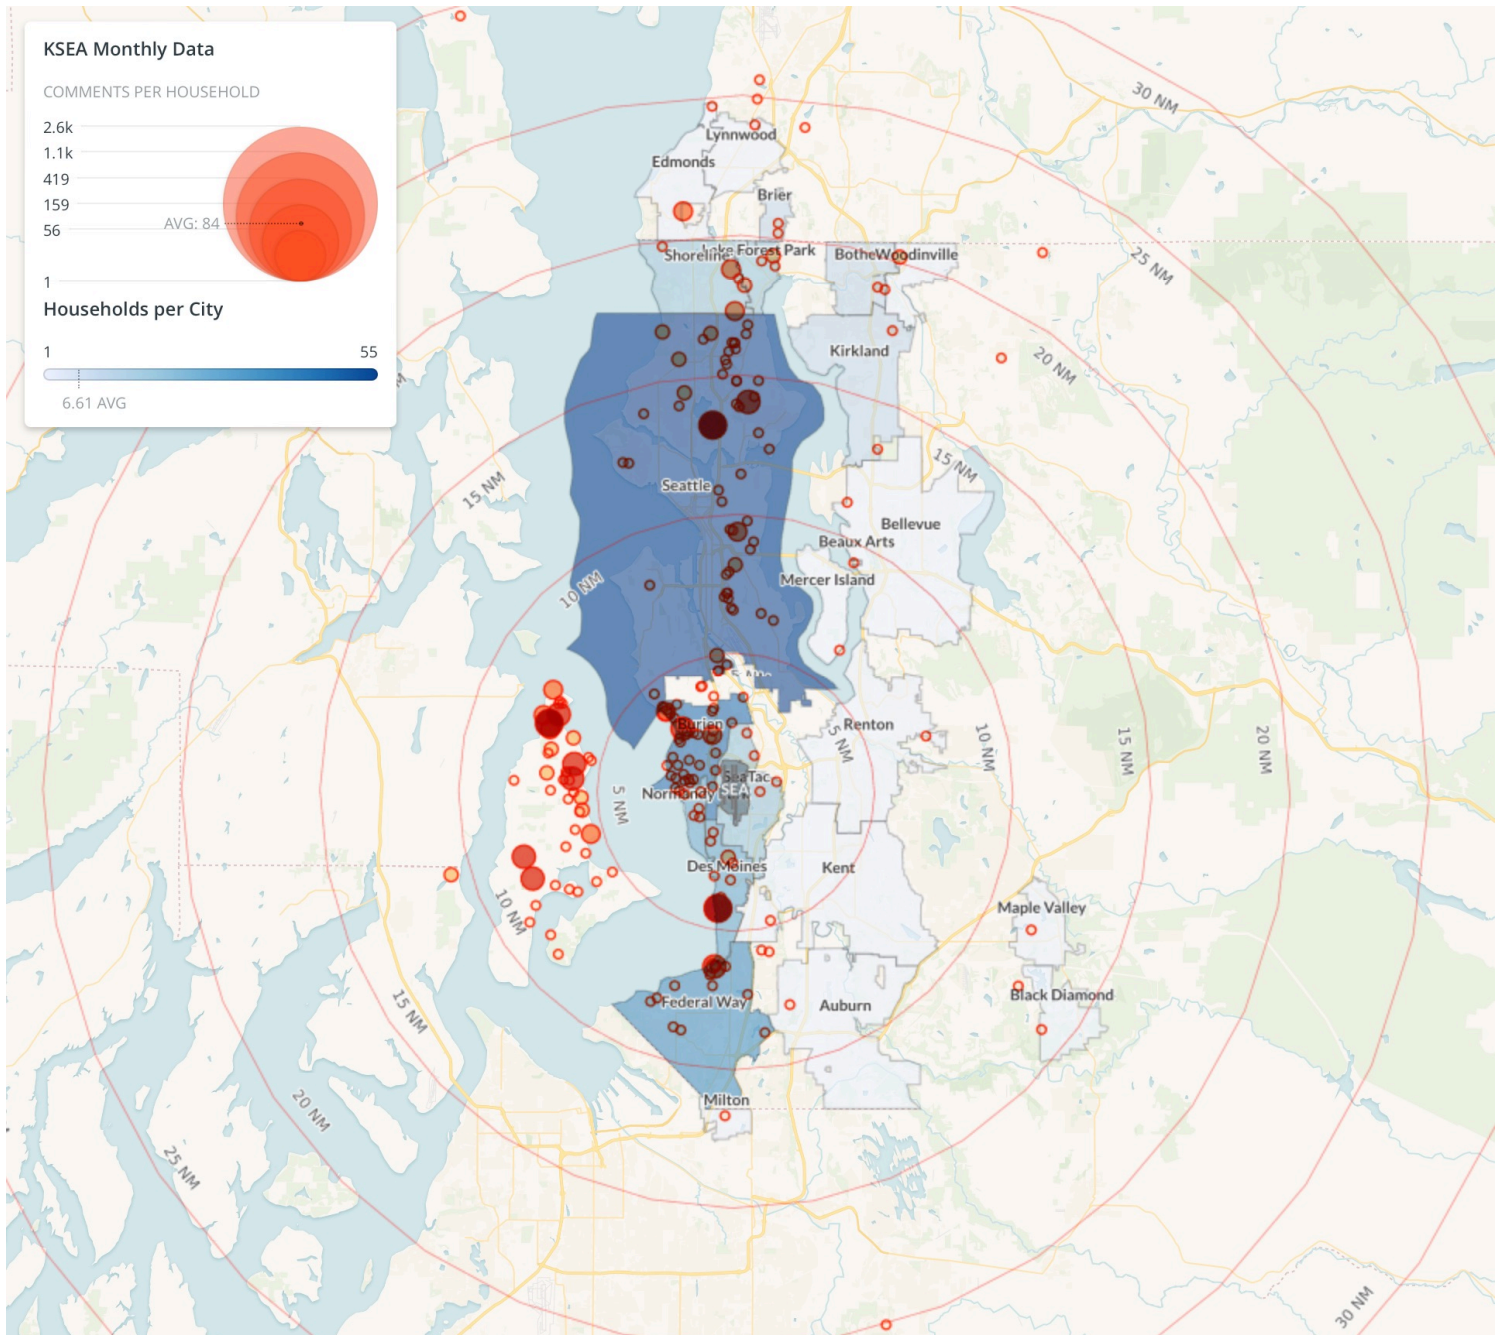 KSEA Monthly Data
COMMENTS PER HOUSEHOLD
2.6k
1.1k
419
159
AVG: 84
56
1
Households per City
1 55
6.61 AVG
30 NM
Lynnwood
Edmonds
Brier
Lake Forest Park
Shoreline
Bothe
Woodinville
25 NM
Kirkland
20 NM
15 NM
15 NM
Seattle
Bellevue
Beaux Arts
Mercer Island
10 NM
Burien
Renton
5 NM
10 NM
15 NM
20 NM
SeaTac
SEA
Normandy
5 NM
Des Moines
Kent
10 NM
Maple Valley
Black Diamond
Federal Way
Auburn
15 NM
Milton
20 NM
25 NM
30 NM